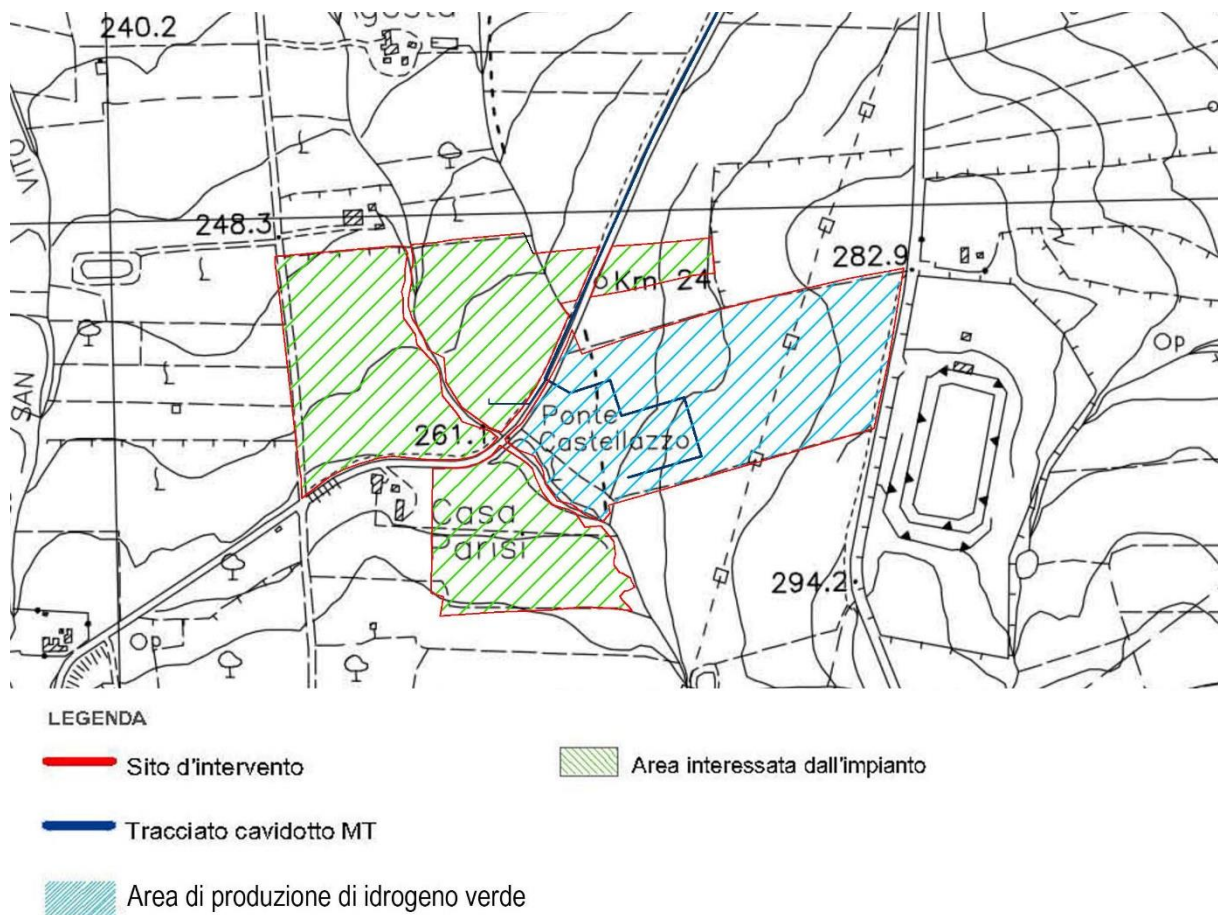 Agosta
240.2
VITO
248.3
Km 24
282.9
Op
Ponte
Castellazzo
261.1
SAN
Casa
Parisi
294.2
Op
LEGENDA
Sito d'intervento
Area interessata dall'impianto
Tracciato cavidotto MT
Area di produzione di idrogeno verde